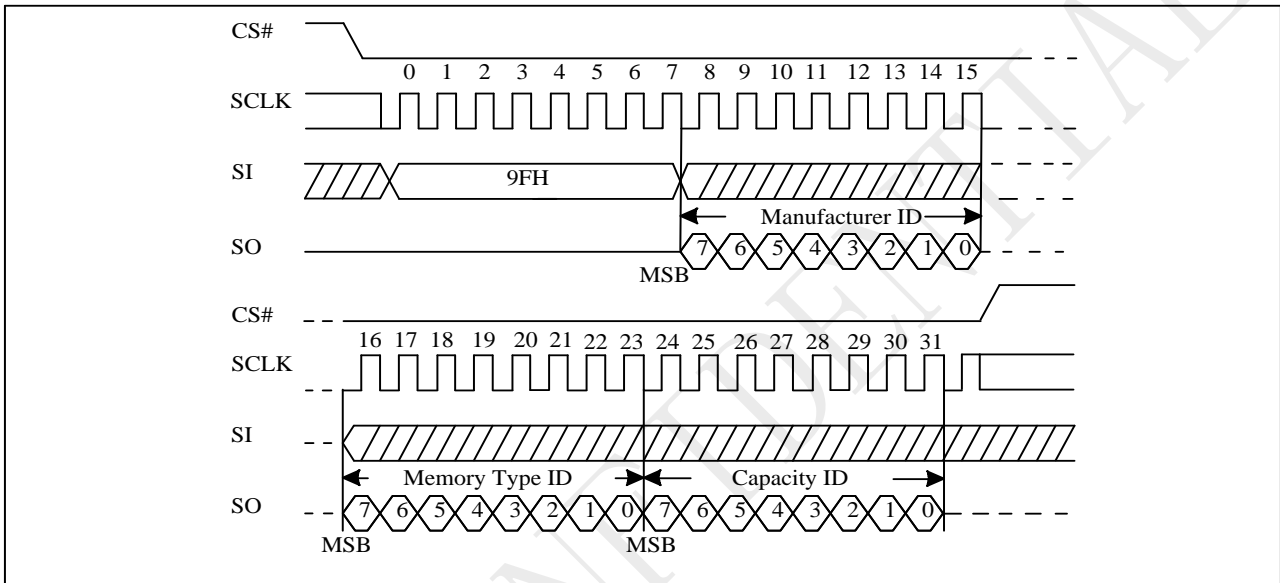 CS#
0 1 2 3 4 5 6 7 8 9 10 11 12 13 14 15
SCLK
SI 9FH
Manufacturer ID
SO 7 6 5 4 3 2 1 0
MSB
CS#
16 17 18 19 20 21 22 23 24 25 26 27 28 29 30 31
SCLK
SI
Memory Type ID Capacity ID
SO 7 6 5 4 3 2 1 0 7 6 5 4 3 2 1 0
MSB MSB